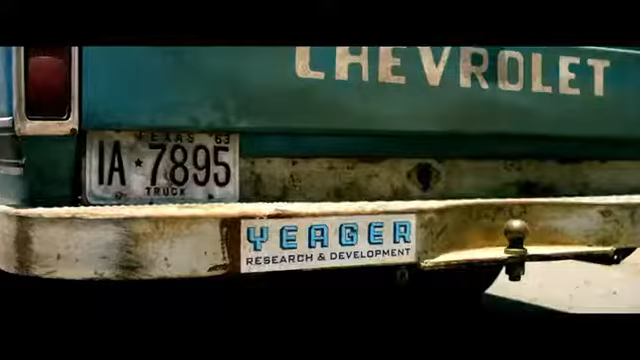 CHEVROLET
TEXAS 63
IA★7895
TRUCK
YEAGER
RESEARCH & DEVELOPMENT